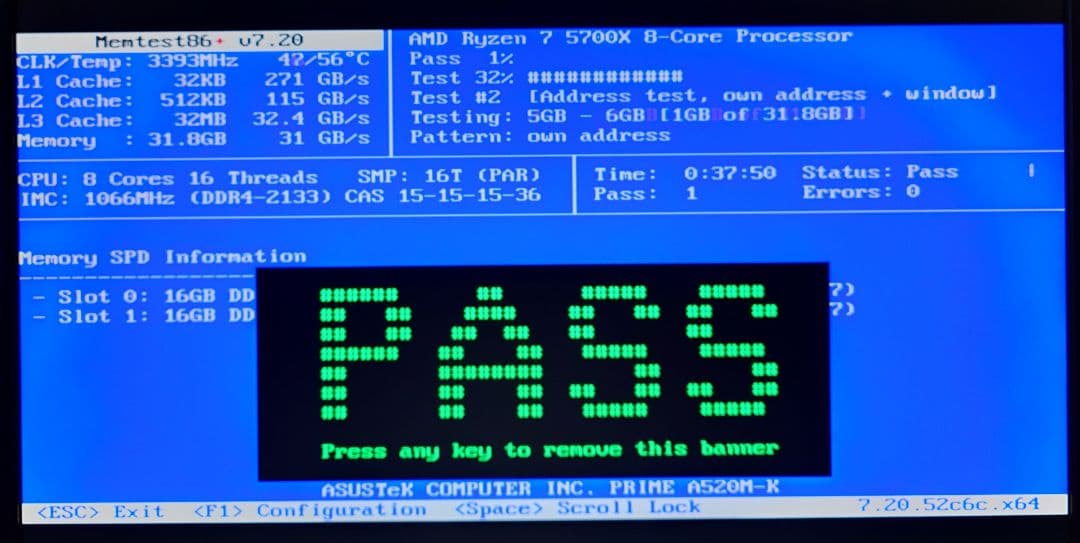 Memtest86+ v7.20
AMD Ryzen 7 5700X 8-Core Processor
CLK/Temp: 3393MHz 47/56°C
Pass 1%
L1 Cache: 32KB 271 GB/s
Test 32% ############
L2 Cache: 512KB 115 GB/s
Test #2 [Address test, own address + window]
L3 Cache: 32MB 32.4 GB/s
Testing: 5GB - 6GB [1GB of 31.8GB]
Memory : 31.8GB 31 GB/s
Pattern: own address
CPU: 8 Cores 16 Threads SMP: 16T (PAR)
Time: 0:37:50 Status: Pass
IMC: 1066MHz (DDR4-2133) CAS 15-15-15-36
Pass: 1 Errors: 0
Memory SPD Information
- Slot 0: 16GB DD
7)
- Slot 1: 16GB DD
7)
PASS
Press any key to remove this banner
ASUSTeK COMPUTER INC. PRIME A520M-K
<ESC> Exit <F1> Configuration <Space> Scroll Lock 7.20.52c6c.x64